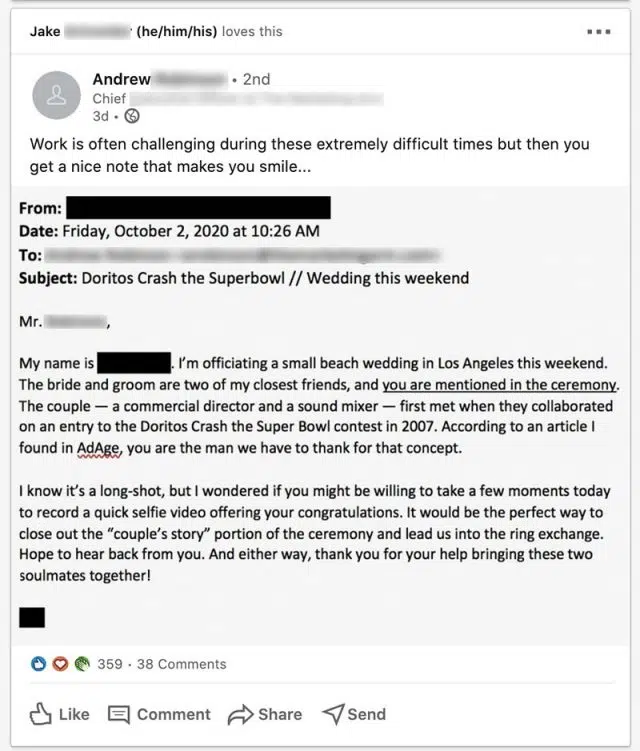 Jake (he/him/his) loves this
Andrew • 2nd
Chief
3d •
Work is often challenging during these extremely difficult times but then you
get a nice note that makes you smile...
From:
Date: Friday, October 2, 2020 at 10:26 AM
To:
Subject: Doritos Crash the Superbowl // Wedding this weekend
Mr. ,
My name is . I'm officiating a small beach wedding in Los Angeles this weekend.
The bride and groom are two of my closest friends, and you are mentioned in the ceremony.
The couple — a commercial director and a sound mixer — first met when they collaborated
on an entry to the Doritos Crash the Super Bowl contest in 2007. According to an article I
found in AdAge, you are the man we have to thank for that concept.
I know it's a long-shot, but I wondered if you might be willing to take a few moments today
to record a quick selfie video offering your congratulations. It would be the perfect way to
close out the "couple's story" portion of the ceremony and lead us into the ring exchange.
Hope to hear back from you. And either way, thank you for your help bringing these two
soulmates together!
359 · 38 Comments
Like Comment Share Send